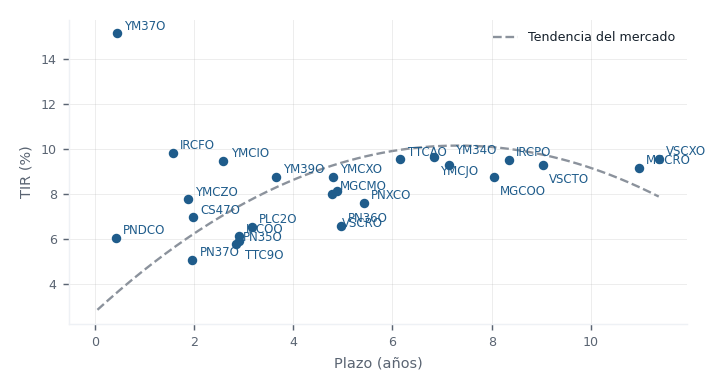 YM37O
Tendencia del mercado
14
12
10
8
6
4
TIR (%)
IRCFO
YMCIO
TTCAO
YM34O
IRCPO
VSCXO
YM39O
YMCXO
YMCJO
VSCTO
YMCZO
MGCMO
PNXCO
MGCOO
CS47O
PLC2O
PN36O
VSCRO
PNDCO
PN35O
PN37O
TTC9O
0
2
4
6
8
10
Plazo (años)